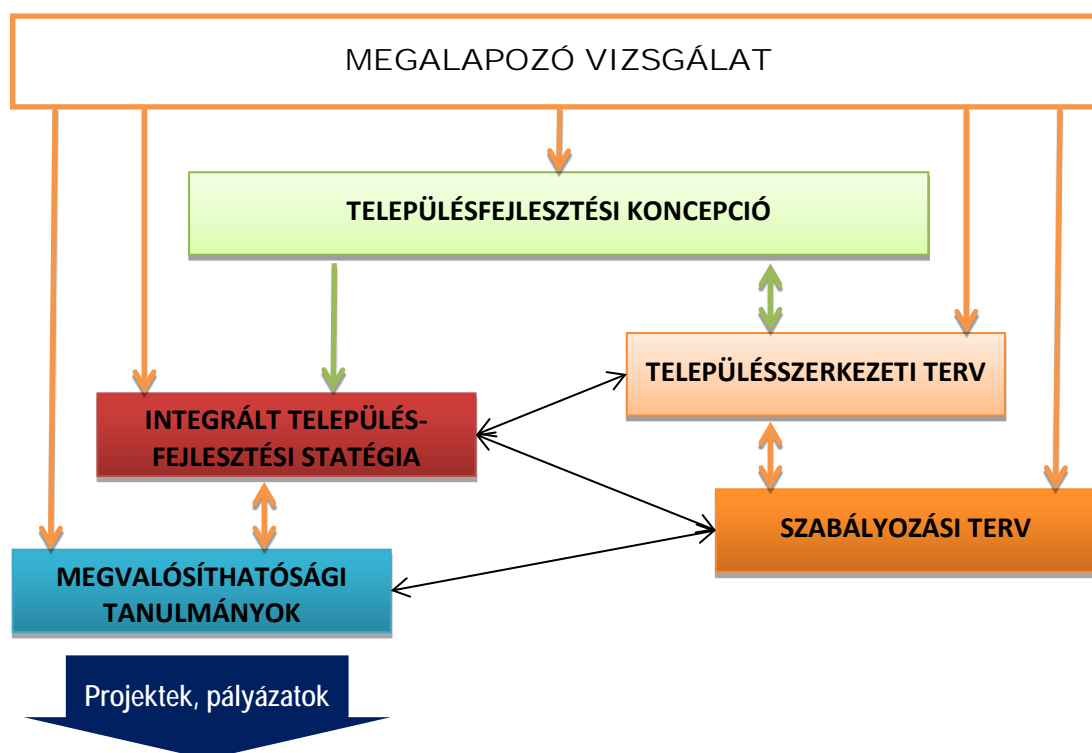 MEGALAPOZÓ VIZSGÁLAT
TELEPÜLÉSFEJLESZTÉSI KONCEPCIÓ
TELEPÜLÉSSZERKEZETI TERV
INTEGRÁLT TELEPÜLÉS-
FEJLESZTÉSI STATÉGIA
SZABÁLYOZÁSI TERV
MEGVALÓSÍTHATÓSÁGI
TANULMÁNYOK
Projektek, pályázatok